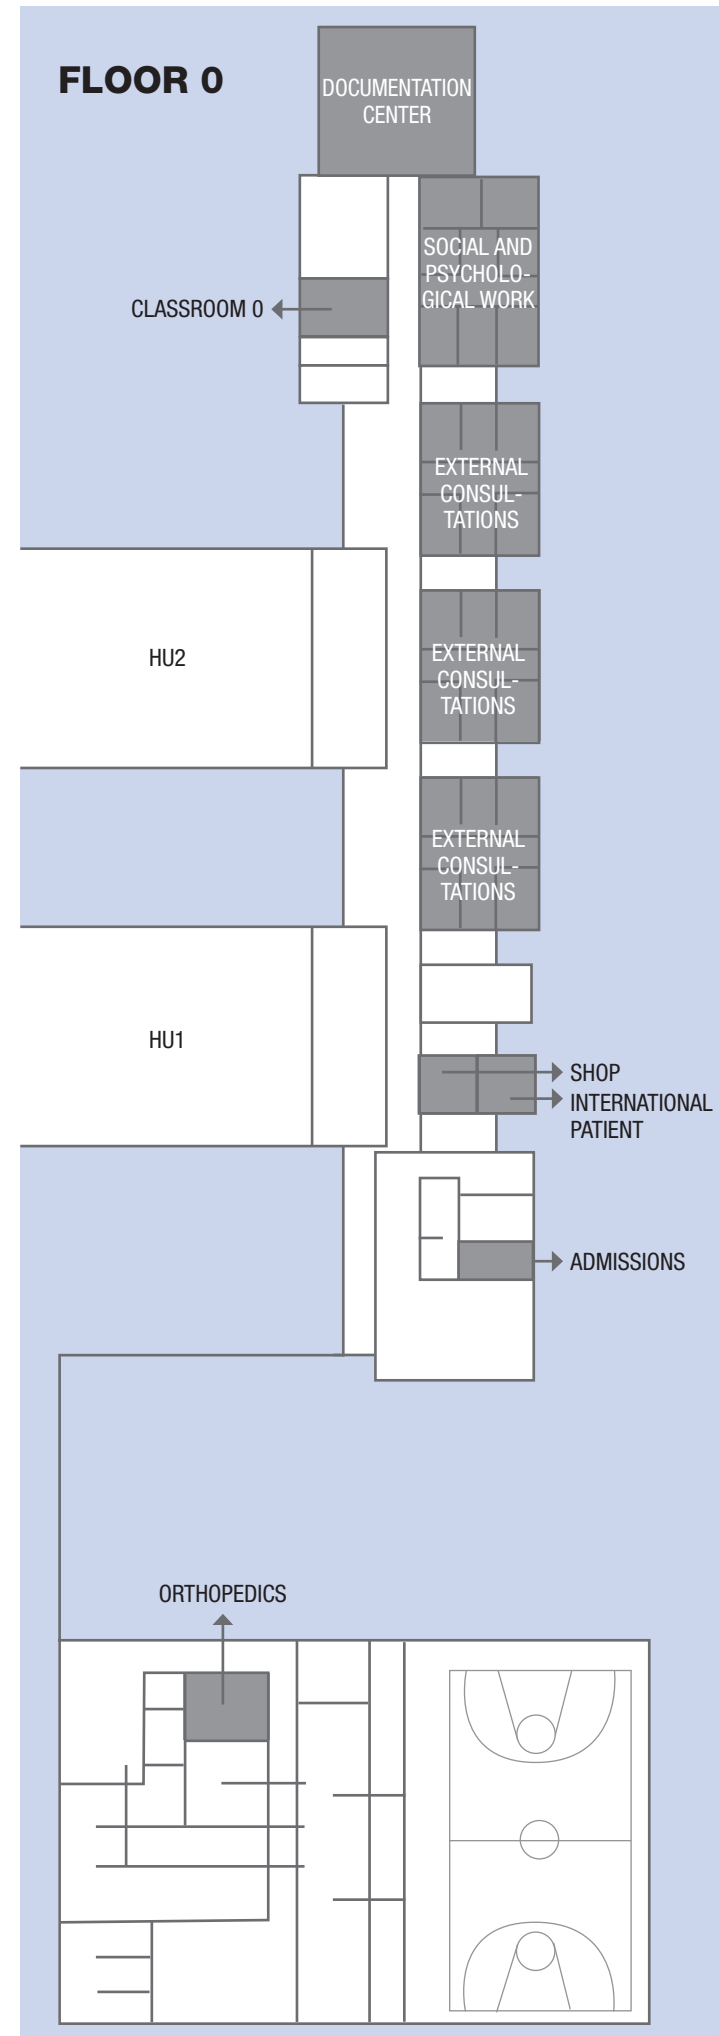 FLOOR 0
DOCUMENTATION
CENTER
SOCIAL AND
PSYCHOLO-
GICAL WORK
CLASSROOM 0
EXTERNAL
CONSUL-
TATIONS
HU2
EXTERNAL
CONSUL-
TATIONS
EXTERNAL
CONSUL-
TATIONS
HU1
SHOP
INTERNATIONAL
PATIENT
ADMISSIONS
ORTHOPEDICS